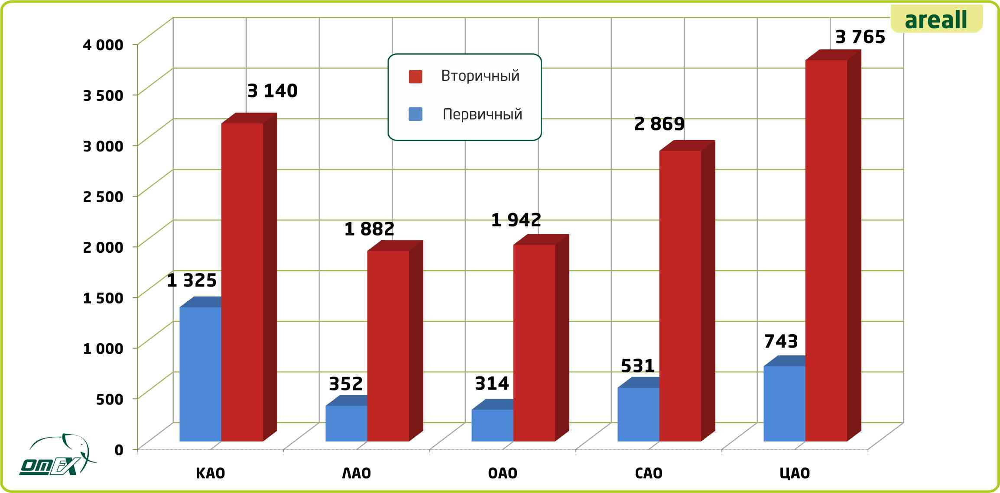 areall
4 000
3 500
3 000
2 500
2 000
1 500
1 000
500
0
Вторичный
Первичный
1 325
3 140
352
1 882
314
1 942
531
2 869
743
3 765
КАО
ЛАО
ОАО
САО
ЦАО
OMEX